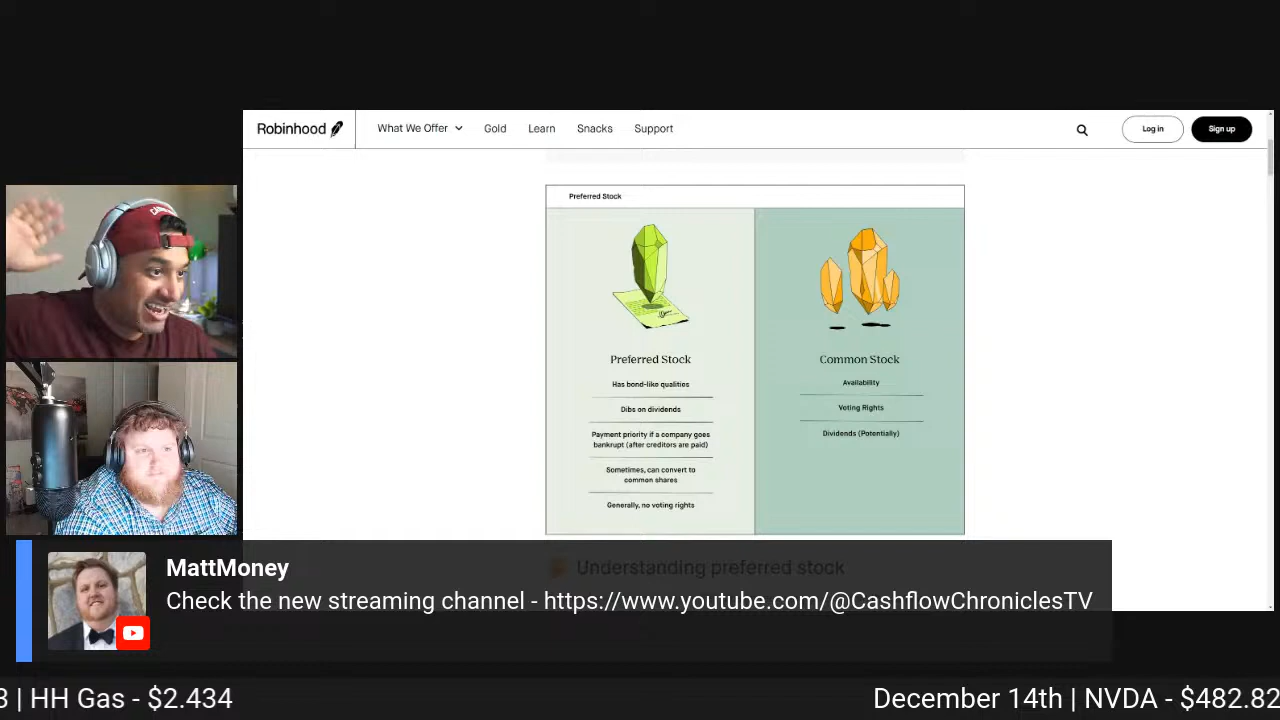 Robinhood
What We Offer
Gold
Learn
Snacks
Support
Log in
Sign up
Preferred Stock
Preferred Stock
Has bond-like qualities
Dibs on dividends
Payment priority if a company goes
bankrupt (after creditors are paid)
Sometimes, can convert to
common shares
Generally, no voting rights
Common Stock
Availability
Voting Rights
Dividends (Potentially)
Understanding preferred stock
MattMoney
Check the new streaming channel - https://www.youtube.com/@CashflowChroniclesTV
3 | HH Gas - $2.434
December 14th | NVDA - $482.82